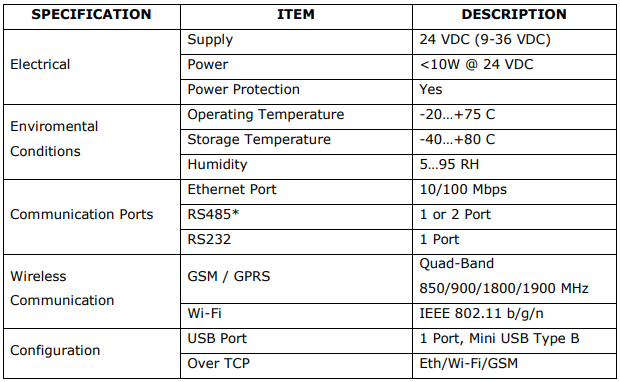 SPECIFICATION ITEM DESCRIPTION
Electrical
Supply 24 VDC (9-36 VDC)
Power <10W @ 24 VDC
Power Protection Yes
Enviromental
Conditions
Operating Temperature -20…+75 C
Storage Temperature -40…+80 C
Humidity 5…95 RH
Communication Ports
Ethernet Port 10/100 Mbps
RS485* 1 or 2 Port
RS232 1 Port
Wireless
Communication
GSM / GPRS
Quad-Band
850/900/1800/1900 MHz
Wi-Fi IEEE 802.11 b/g/n
Configuration
USB Port 1 Port, Mini USB Type B
Over TCP Eth/Wi-Fi/GSM